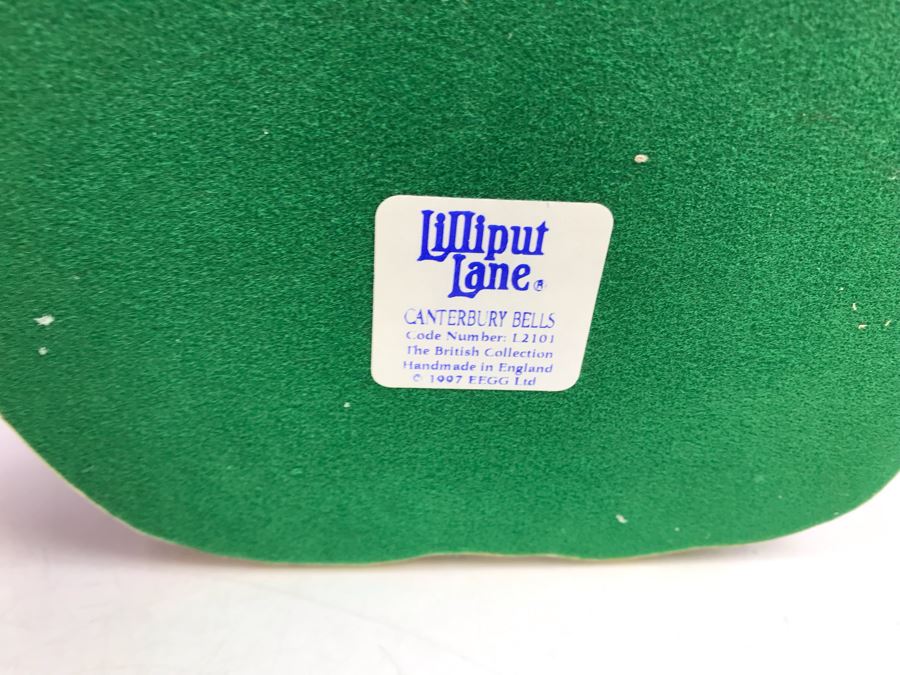 Lilliput
Lane®
CANTERBURY BELLS
Code Number: L2101
The British Collection
Handmade in England
© 1997 EEGG Ltd